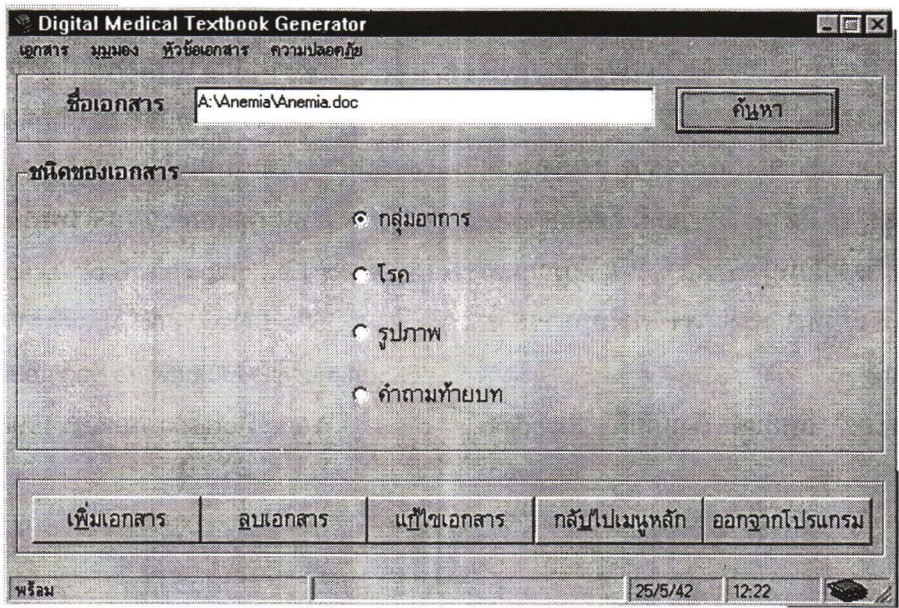 Digital Medical Textbook Generator
เอกสาร มุมมอง หัวข้อเอกสาร ความปลอดภัย
ชื่อเอกสาร A:\Anemia\Anemia.doc ค้นหา
ชนิดของเอกสาร
กลุ่มอาการ
โรค
รูปภาพ
คำถามท้ายบท
เพิ่มเอกสาร ลบเอกสาร แก้ไขเอกสาร กลับไปเมนูหลัก ออกจากโปรแกรม
พร้อม 25/5/42 12:22